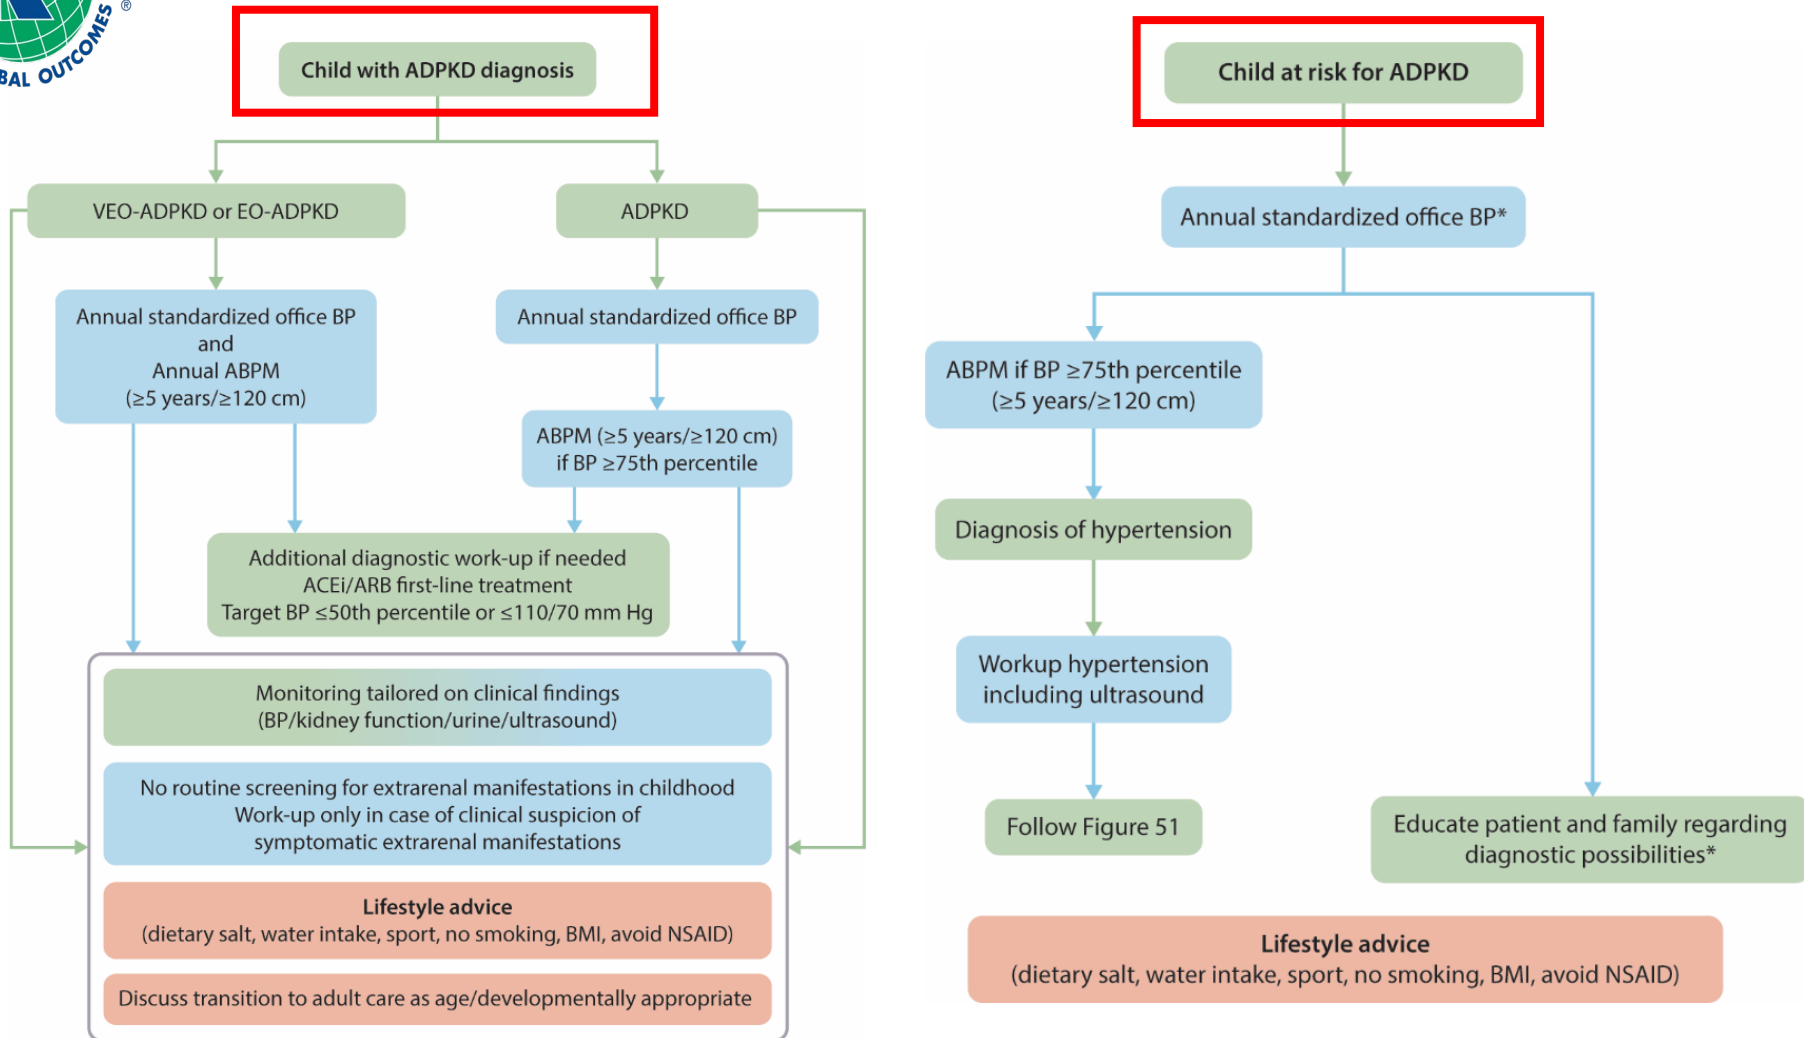 BAL OUTCOMES
®
Child with ADPKD diagnosis
VEO-ADPKD or EO-ADPKD
ADPKD
Annual standardized office BP
and
Annual ABPM
(≥5 years/≥120 cm)
Annual standardized office BP
ABPM (≥5 years/≥120 cm)
if BP ≥75th percentile
Additional diagnostic work-up if needed
ACEi/ARB first-line treatment
Target BP ≤50th percentile or ≤110/70 mm Hg
Monitoring tailored on clinical findings
(BP/kidney function/urine/ultrasound)
No routine screening for extrarenal manifestations in childhood
Work-up only in case of clinical suspicion of
symptomatic extrarenal manifestations
Lifestyle advice
(dietary salt, water intake, sport, no smoking, BMI, avoid NSAID)
Discuss transition to adult care as age/developmentally appropriate
Child at risk for ADPKD
Annual standardized office BP*
ABPM if BP ≥75th percentile
(≥5 years/≥120 cm)
Diagnosis of hypertension
Workup hypertension
including ultrasound
Follow Figure 51
Educate patient and family regarding
diagnostic possibilities*
Lifestyle advice
(dietary salt, water intake, sport, no smoking, BMI, avoid NSAID)